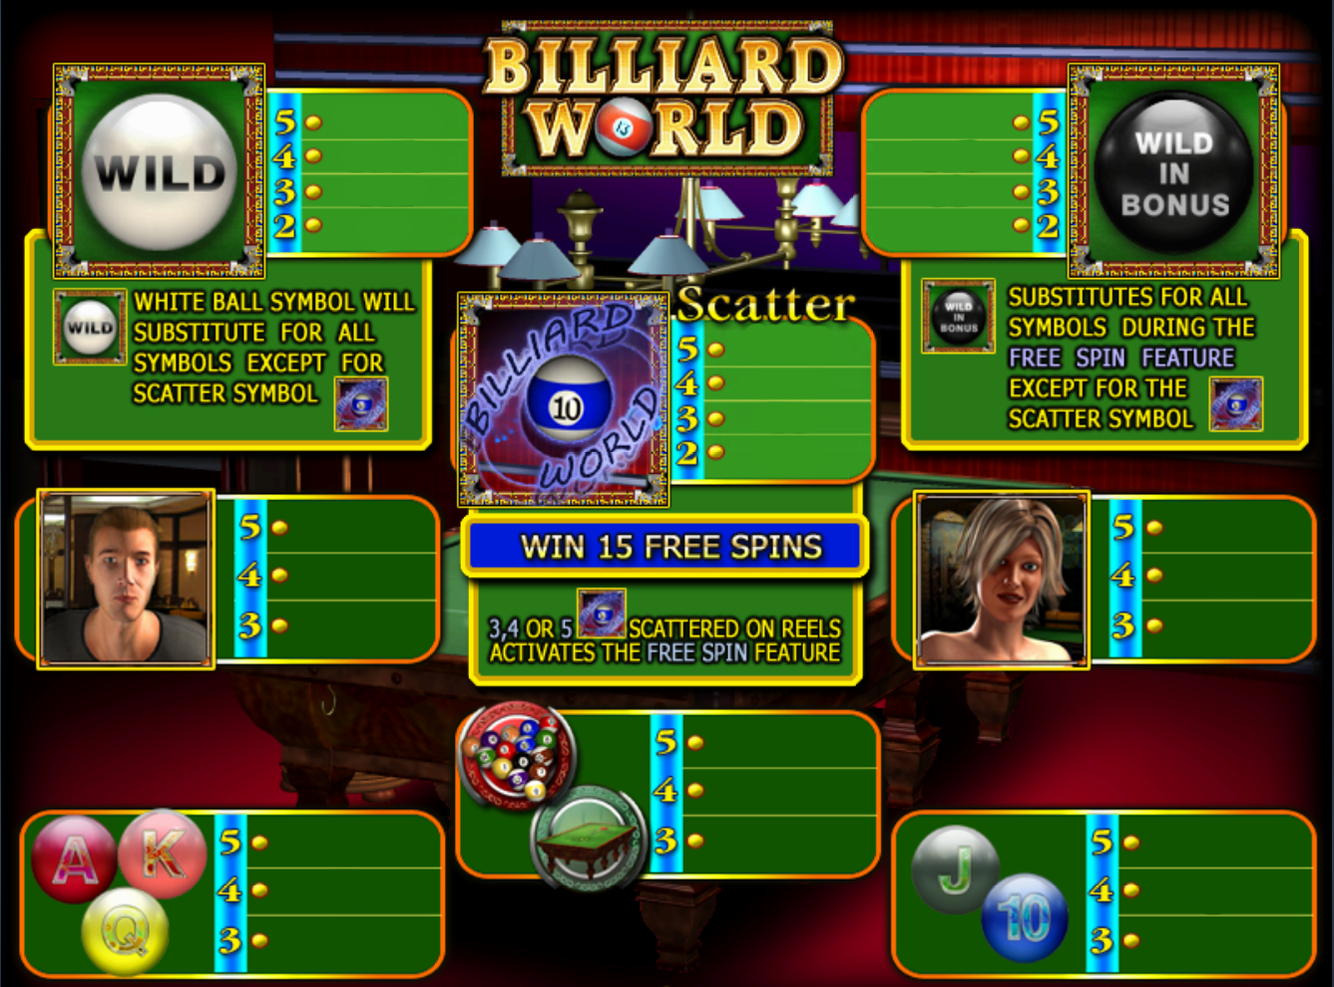 BILLIARD
WORLD
13
WILD
5
4
3
2
5
4
3
2
WILD
IN
BONUS
WILD
WHITE BALL SYMBOL WILL
SUBSTITUTE FOR ALL
SYMBOLS EXCEPT FOR
SCATTER SYMBOL
Scatter
BILLIARD
10
WORLD
5
4
3
2
WILD
IN
BONUS
SUBSTITUTES FOR ALL
SYMBOLS DURING THE
FREE SPIN FEATURE
EXCEPT FOR THE
SCATTER SYMBOL
5
4
3
WIN 15 FREE SPINS
3,4 OR 5 SCATTERED ON REELS
ACTIVATES THE FREE SPIN FEATURE
5
4
3
5
4
3
A
K
Q
5
4
3
J
10
5
4
3